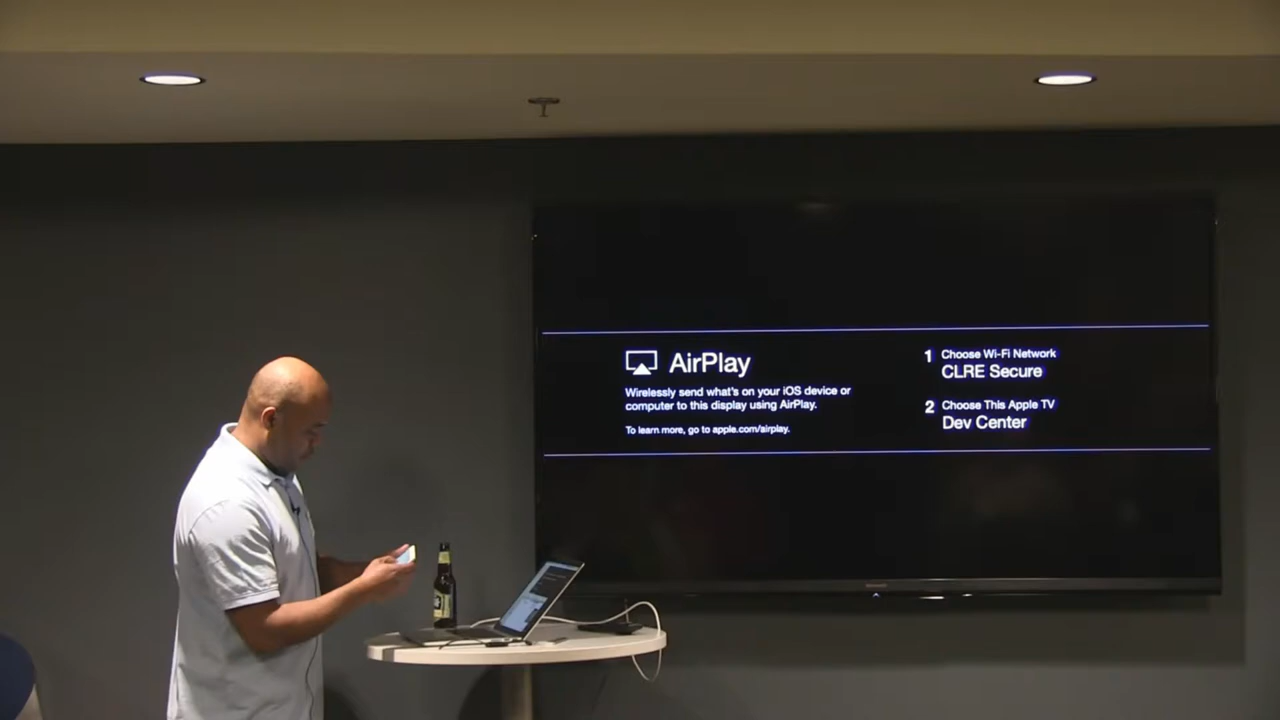 AirPlay
Wirelessly send what's on your iOS device or
computer to this display using AirPlay.
To learn more, go to apple.com/airplay.
1 Choose Wi-Fi Network
CLRE Secure
2 Choose This Apple TV
Dev Center